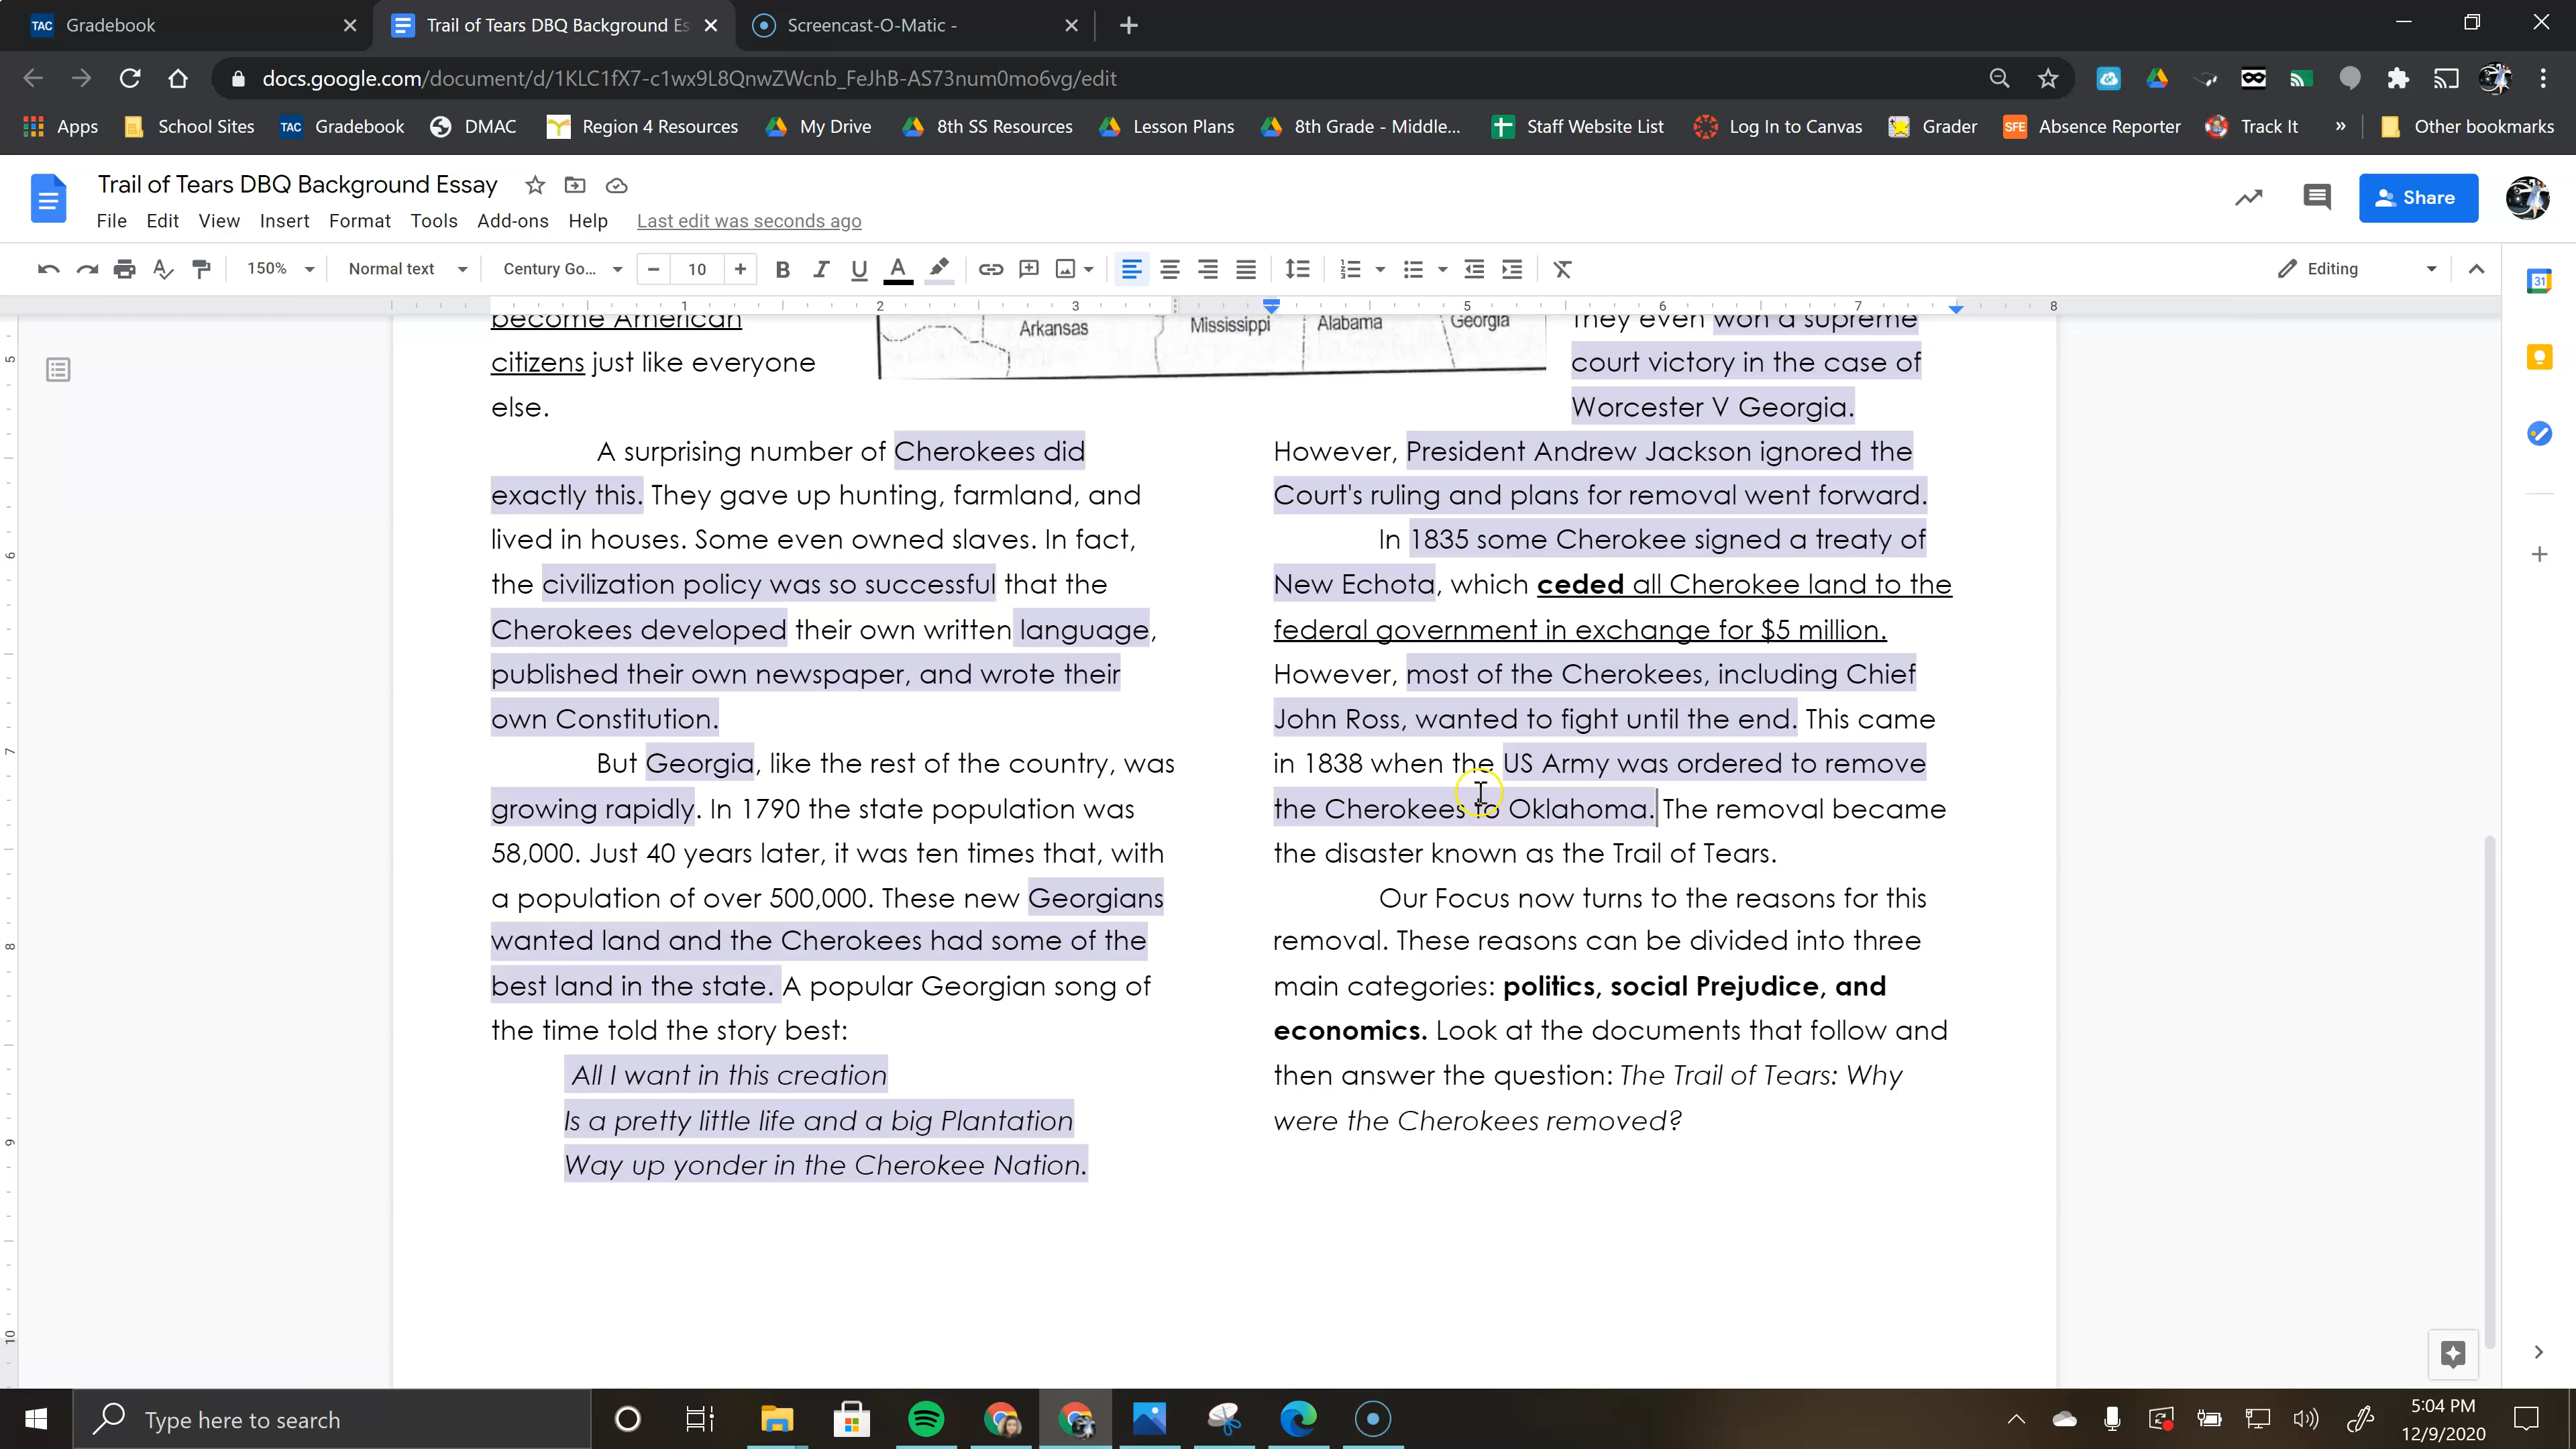 Gradebook
Trail of Tears DBQ Background Es
Screencast-O-Matic -
docs.google.com/document/d/1KLC1fX7-c1wx9L8QnwZWcnb_FeJhB-AS73num0mo6vg/edit
Apps School Sites Gradebook DMAC Region 4 Resources My Drive 8th SS Resources Lesson Plans 8th Grade - Middle... Staff Website List Log In to Canvas Grader Absence Reporter Track It » Other bookmarks
Trail of Tears DBQ Background Essay
Share
File Edit View Insert Format Tools Add-ons Help Last edit was seconds ago
150% Normal text Century Go... 10 Editing
1 2 3 5 6 7 8
become American
citizens just like everyone
else.
Arkansas Mississippi Alabama Georgia
A surprising number of Cherokees did
exactly this. They gave up hunting, farmland, and
lived in houses. Some even owned slaves. In fact,
the civilization policy was so successful that the
Cherokees developed their own written language,
published their own newspaper, and wrote their
own Constitution.
But Georgia, like the rest of the country, was
growing rapidly. In 1790 the state population was
58,000. Just 40 years later, it was ten times that, with
a population of over 500,000. These new Georgians
wanted land and the Cherokees had some of the
best land in the state. A popular Georgian song of
the time told the story best:
All I want in this creation
Is a pretty little life and a big Plantation
Way up yonder in the Cherokee Nation.
They even won a supreme
court victory in the case of
Worcester V Georgia.
However, President Andrew Jackson ignored the
Court's ruling and plans for removal went forward.
In 1835 some Cherokee signed a treaty of
New Echota, which ceded all Cherokee land to the
federal government in exchange for $5 million.
However, most of the Cherokees, including Chief
John Ross, wanted to fight until the end. This came
in 1838 when the US Army was ordered to remove
the Cherokees to Oklahoma. The removal became
the disaster known as the Trail of Tears.
Our Focus now turns to the reasons for this
removal. These reasons can be divided into three
main categories: politics, social Prejudice, and
economics. Look at the documents that follow and
then answer the question: The Trail of Tears: Why
were the Cherokees removed?
Type here to search
5:04 PM
12/9/2020